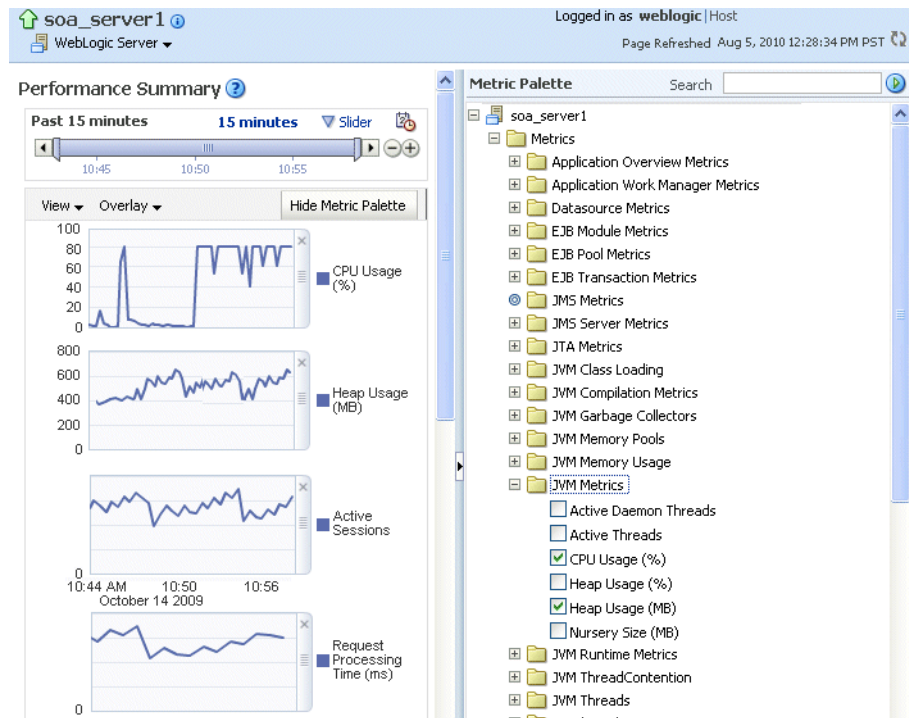 soa_server1
Logged in as weblogic|Host
WebLogic Server
Page Refreshed Aug 5, 2010 12:28:34 PM PST
Performance Summary
Past 15 minutes
15 minutes
Slider
10:45
10:50
10:55
View
Overlay
Hide Metric Palette
100
80
60
40
20
0
CPU Usage
(%)
800
600
400
200
0
Heap Usage
(MB)
Active
Sessions
0
10:44 AM
10:50
10:56
October 14 2009
Request
Processing
Time (ms)
0
Metric Palette
Search
soa_server1
Metrics
Application Overview Metrics
Application Work Manager Metrics
Datasource Metrics
EJB Module Metrics
EJB Pool Metrics
EJB Transaction Metrics
JMS Metrics
JMS Server Metrics
JTA Metrics
JVM Class Loading
JVM Compilation Metrics
JVM Garbage Collectors
JVM Memory Pools
JVM Memory Usage
JVM Metrics
Active Daemon Threads
Active Threads
CPU Usage (%)
Heap Usage (%)
Heap Usage (MB)
Nursery Size (MB)
JVM Runtime Metrics
JVM ThreadContention
JVM Threads